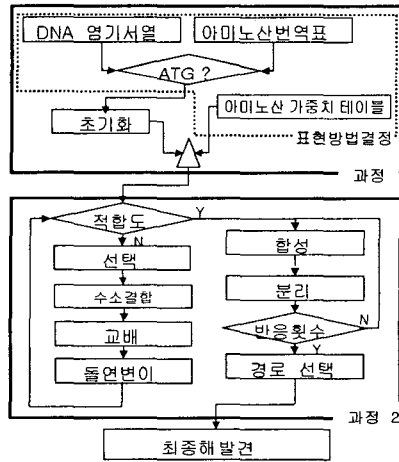 DNA 염기서열
아미노산번역표
ATG ?
아미노산 가중치 테이블
초기화
표현방법결정
과정 1
적합도
Y
N
합성
선택
수소결합
분리
교배
반응횟수
N
Y
돌연변이
경로 선택
과정 2
최종해발견